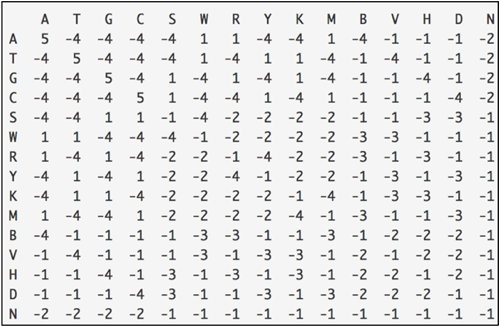 A T G C S W R Y K M B V H D N
A 5 -4 -4 -4 -4 1 1 -4 -4 1 -4 -1 -1 -1 -2
T -4 5 -4 -4 -4 1 -4 1 1 -4 -1 -4 -1 -1 -2
G -4 -4 5 -4 1 -4 1 -4 1 -4 -1 -1 -4 -1 -2
C -4 -4 -4 5 1 -4 -4 1 -4 1 -1 -1 -1 -4 -2
S -4 -4 1 1 -1 -4 -2 -2 -2 -2 -1 -1 -3 -3 -1
W 1 1 -4 -4 -4 -1 -2 -2 -2 -2 -3 -3 -1 -1 -1
R 1 -4 1 -4 -2 -2 -1 -4 -2 -2 -3 -1 -3 -1 -1
Y -4 1 -4 1 -2 -2 -4 -1 -2 -2 -1 -3 -1 -3 -1
K -4 1 1 -4 -2 -2 -2 -2 -1 -4 -1 -3 -3 -1 -1
M 1 -4 -4 1 -2 -2 -2 -2 -4 -1 -3 -1 -1 -3 -1
B -4 -1 -1 -1 -1 -3 -3 -1 -1 -3 -1 -2 -2 -2 -1
V -1 -4 -1 -1 -1 -3 -1 -3 -3 -1 -2 -1 -2 -2 -1
H -1 -1 -4 -1 -3 -1 -3 -1 -3 -1 -2 -2 -1 -2 -1
D -1 -1 -1 -4 -3 -1 -1 -3 -1 -3 -2 -2 -2 -1 -1
N -2 -2 -2 -2 -1 -1 -1 -1 -1 -1 -1 -1 -1 -1 -1